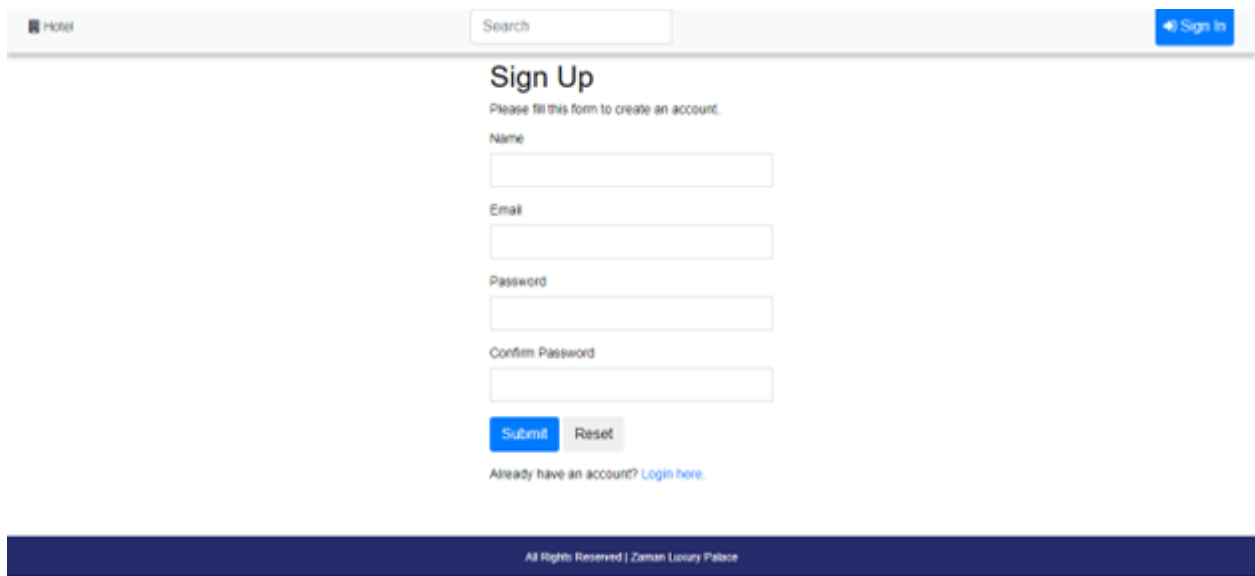 Hotel
Search
Sign In
Sign Up
Please fill this form to create an account.
Name
Email
Password
Confirm Password
Submit
Reset
Already have an account? Login here.
All Rights Reserved | Zaman Luxury Palace